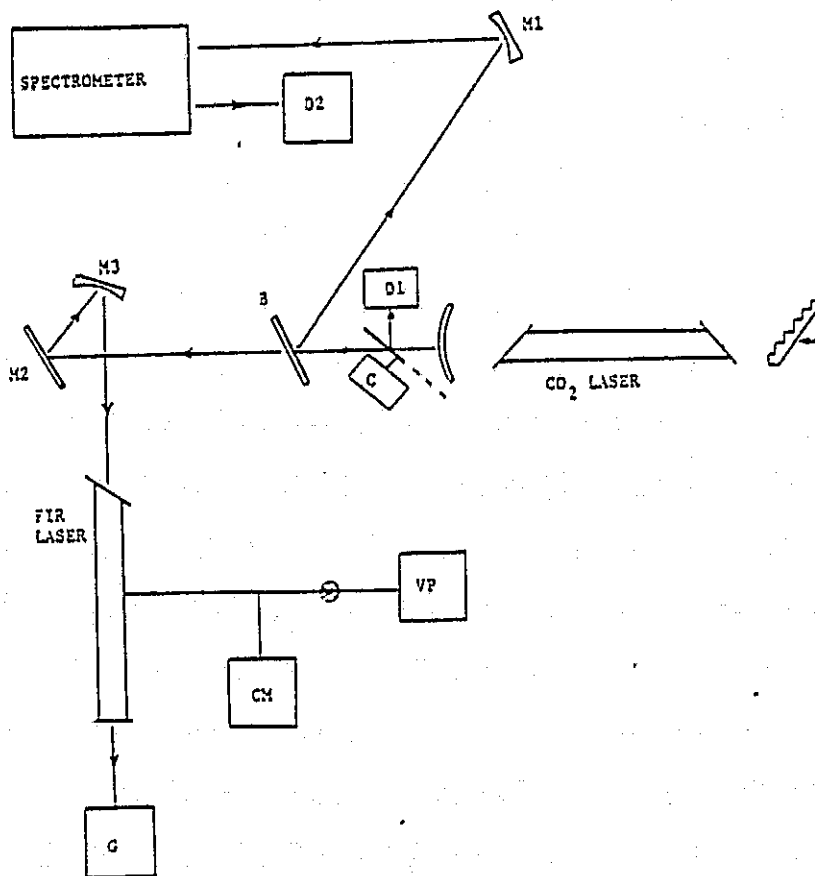 M1
SPECTROMETER
D2
M3
B
D1
M2
C
CO2 LASER
FIR
LASER
VP
CM
G